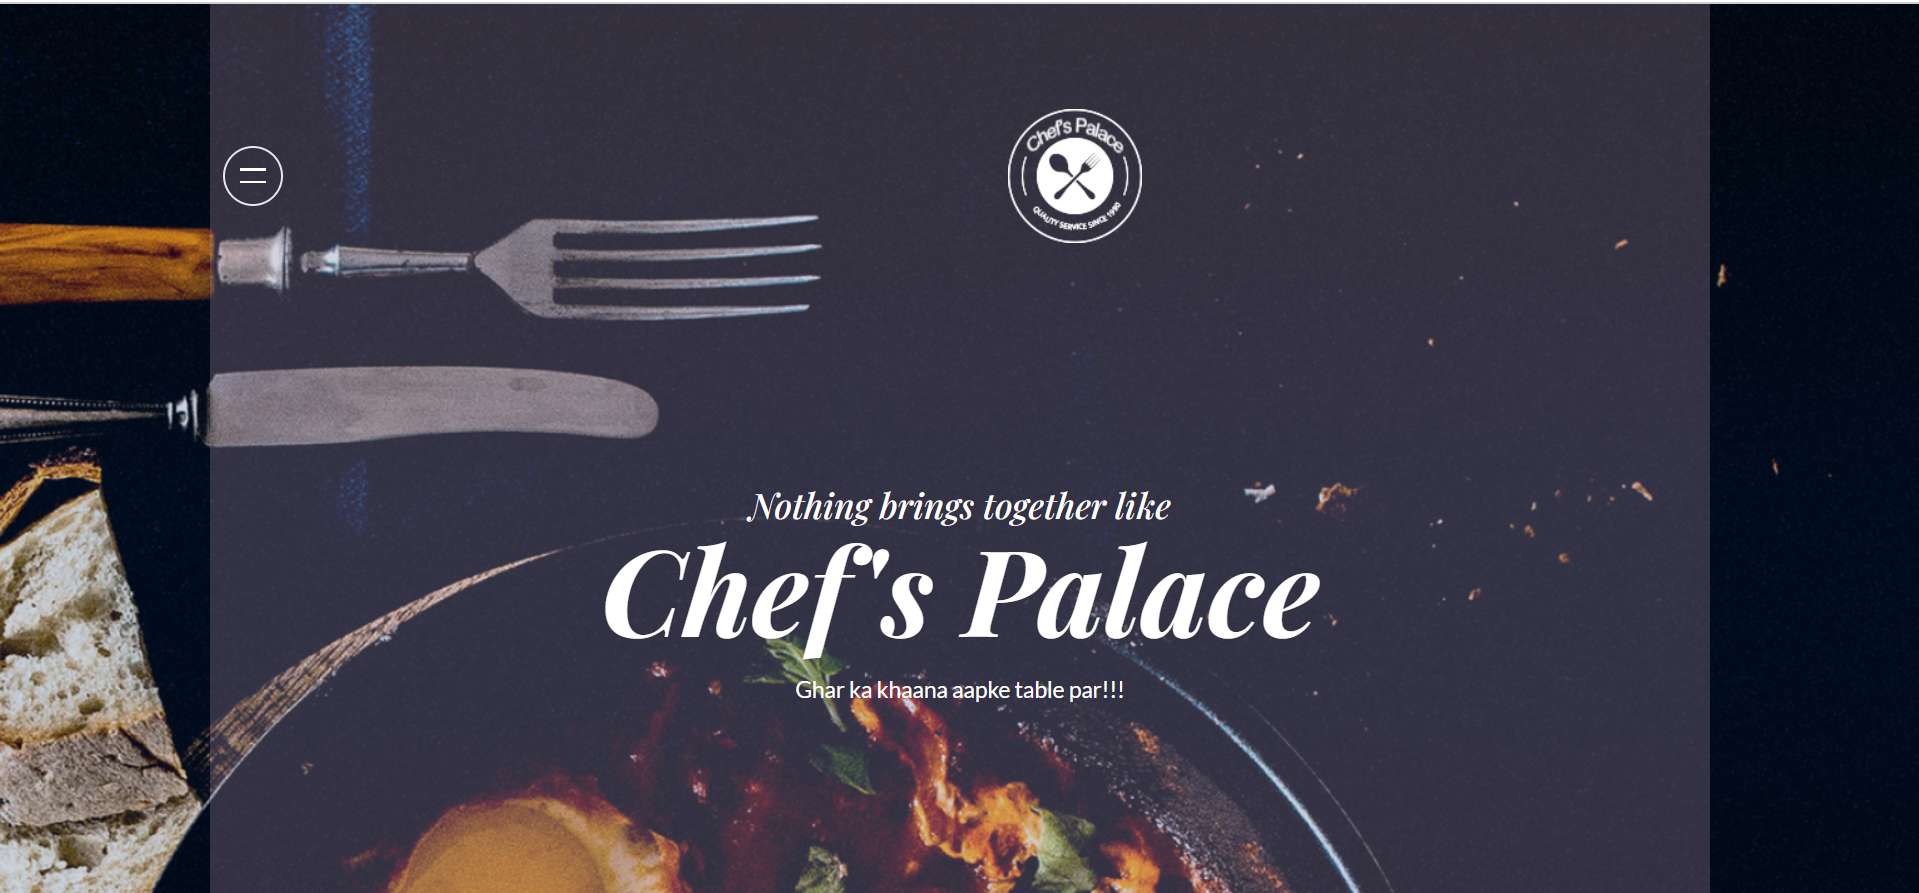 Chef's Palace
QUALITY SERVICE SINCE 1990
Nothing brings together like
Chef's Palace
Ghar ka khaana aapke table par!!!